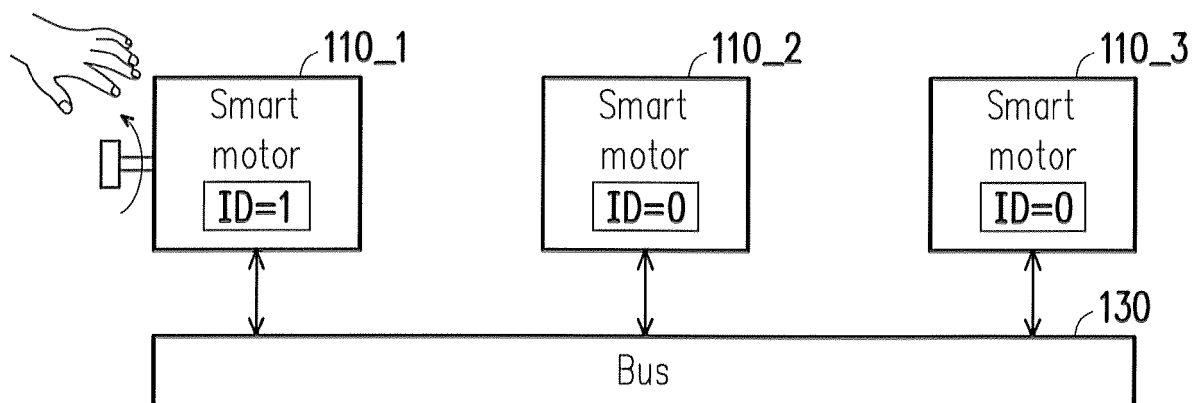 110_1
110_2
110_3
Smart
motor
ID=1
Smart
motor
ID=0
Smart
motor
ID=0
130
Bus